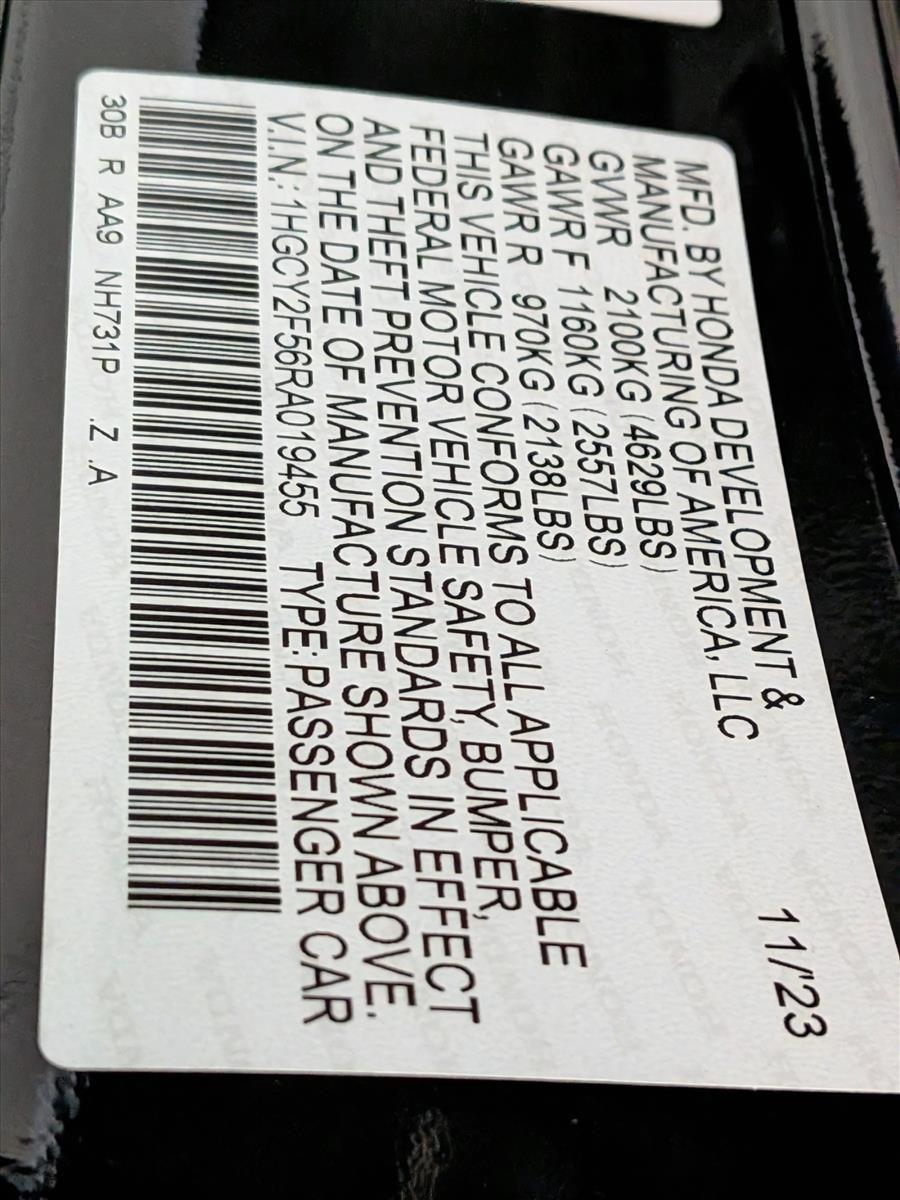 MFD. BY HONDA DEVELOPMENT &
MANUFACTURING OF AMERICA, LLC 11/'23
GVWR 2100KG (4629LBS)
GAWR F 1160KG (2557LBS)
GAWR R 970KG (2138LBS)
THIS VEHICLE CONFORMS TO ALL APPLICABLE
FEDERAL MOTOR VEHICLE SAFETY, BUMPER,
AND THEFT PREVENTION STANDARDS IN EFFECT
ON THE DATE OF MANUFACTURE SHOWN ABOVE.
V.I.N.: 1HGCY2F56RA019455 TYPE: PASSENGER CAR
30B R AA9 NH731P .Z .A